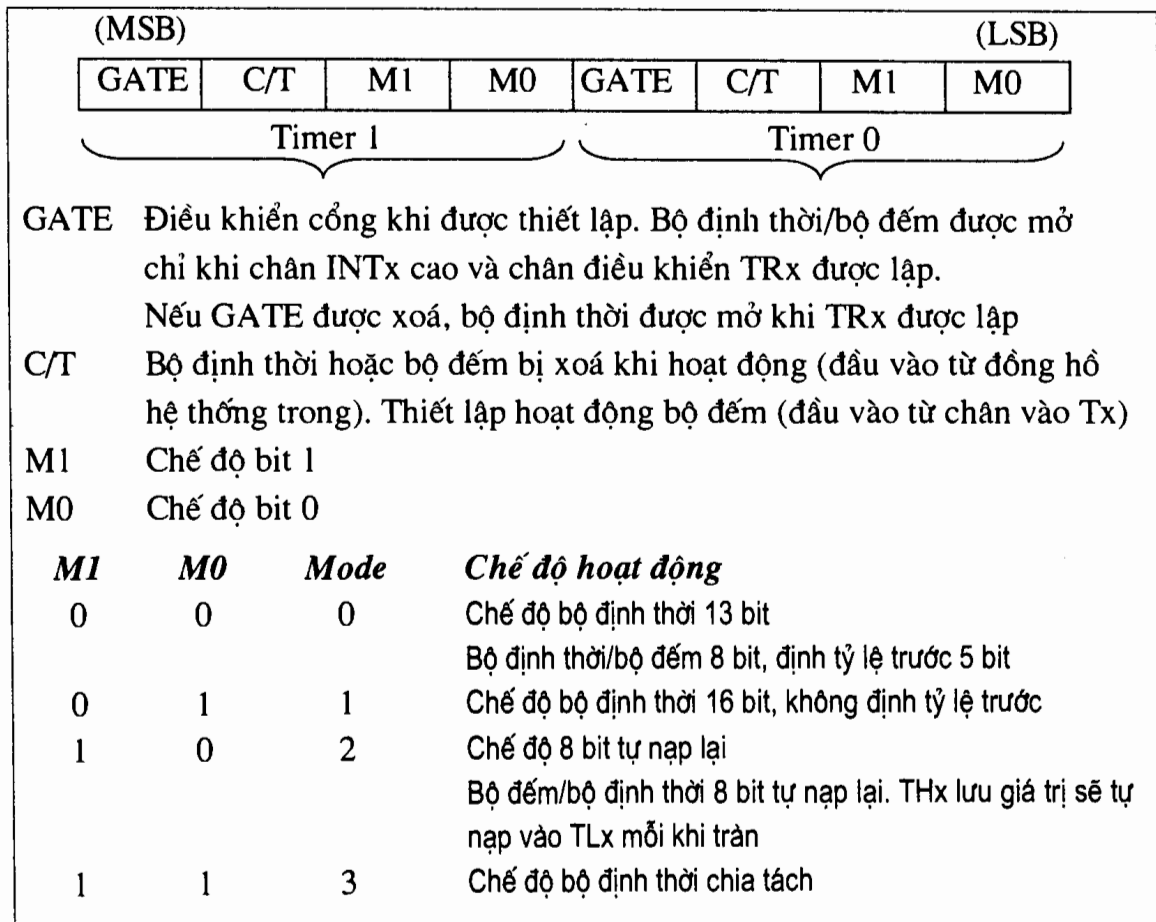 (MSB) (LSB)
GATE C/T M1 M0 GATE C/T M1 M0
Timer 1 Timer 0
GATE Điều khiển cổng khi được thiết lập. Bộ định thời/bộ đếm được mở
chỉ khi chân INTx cao và chân điều khiển TRx được lập.
Nếu GATE được xoá, bộ định thời được mở khi TRx được lập
C/T Bộ định thời hoặc bộ đếm bị xoá khi hoạt động (đầu vào từ đồng hồ
hệ thống trong). Thiết lập hoạt động bộ đếm (đầu vào từ chân vào Tx)
M1 Chế độ bit 1
M0 Chế độ bit 0
M1 M0 Mode Chế độ hoạt động
0 0 0 Chế độ bộ định thời 13 bit
Bộ định thời/bộ đếm 8 bit, định tỷ lệ trước 5 bit
0 1 1 Chế độ bộ định thời 16 bit, không định tỷ lệ trước
1 0 2 Chế độ 8 bit tự nạp lại
Bộ đếm/bộ định thời 8 bit tự nạp lại. THx lưu giá trị sẽ tự
nạp vào TLx mỗi khi tràn
1 1 3 Chế độ bộ định thời chia tách